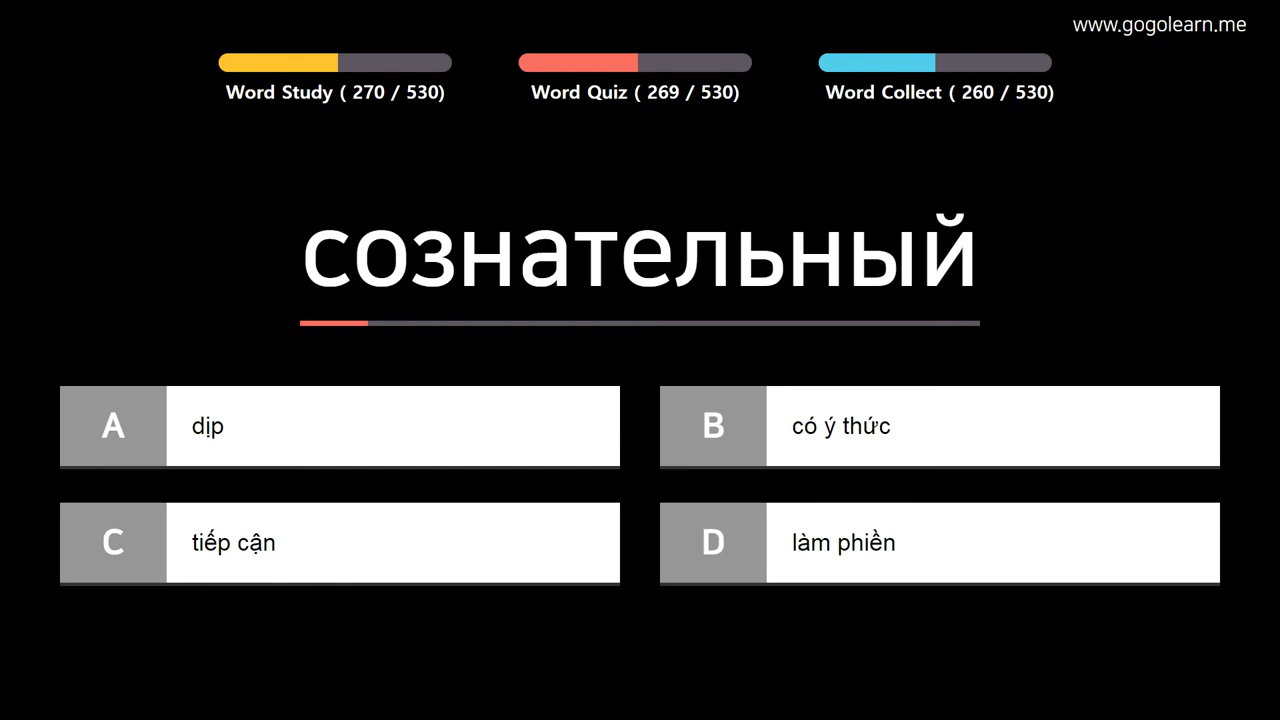 www.gogolearn.me
Word Study ( 270 / 530)
Word Quiz ( 269 / 530)
Word Collect ( 260 / 530)
сознательный
A dịp
B có ý thức
C tiếp cận
D làm phiền